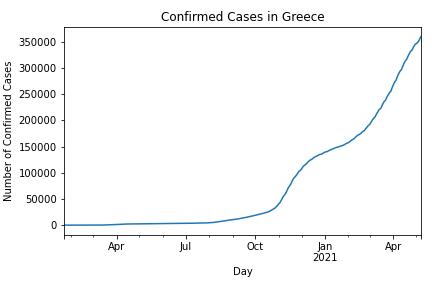 Confirmed Cases in Greece
Number of Confirmed Cases
350000
300000
250000
200000
150000
100000
50000
0
Apr
Jul
Oct
Jan
2021
Apr
Day